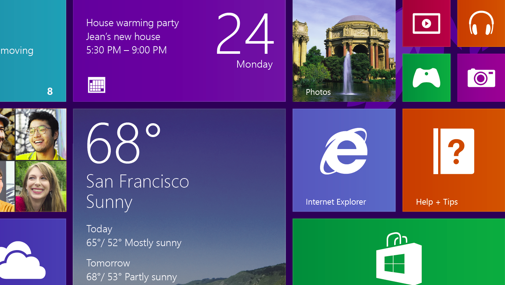 moving
8
House warming party
Jean's new house
5:30 PM – 9:00 PM
24
Monday
Photos
68°
San Francisco
Sunny
Today
65°/ 52° Mostly sunny
Tomorrow
68°/ 53° Partly sunny
Internet Explorer
?
Help + Tips